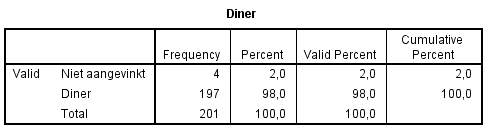 Diner
Frequency Percent Valid Percent Cumulative Percent
Valid Niet aangevinkt 4 2,0 2,0 2,0
Diner 197 98,0 98,0 100,0
Total 201 100,0 100,0